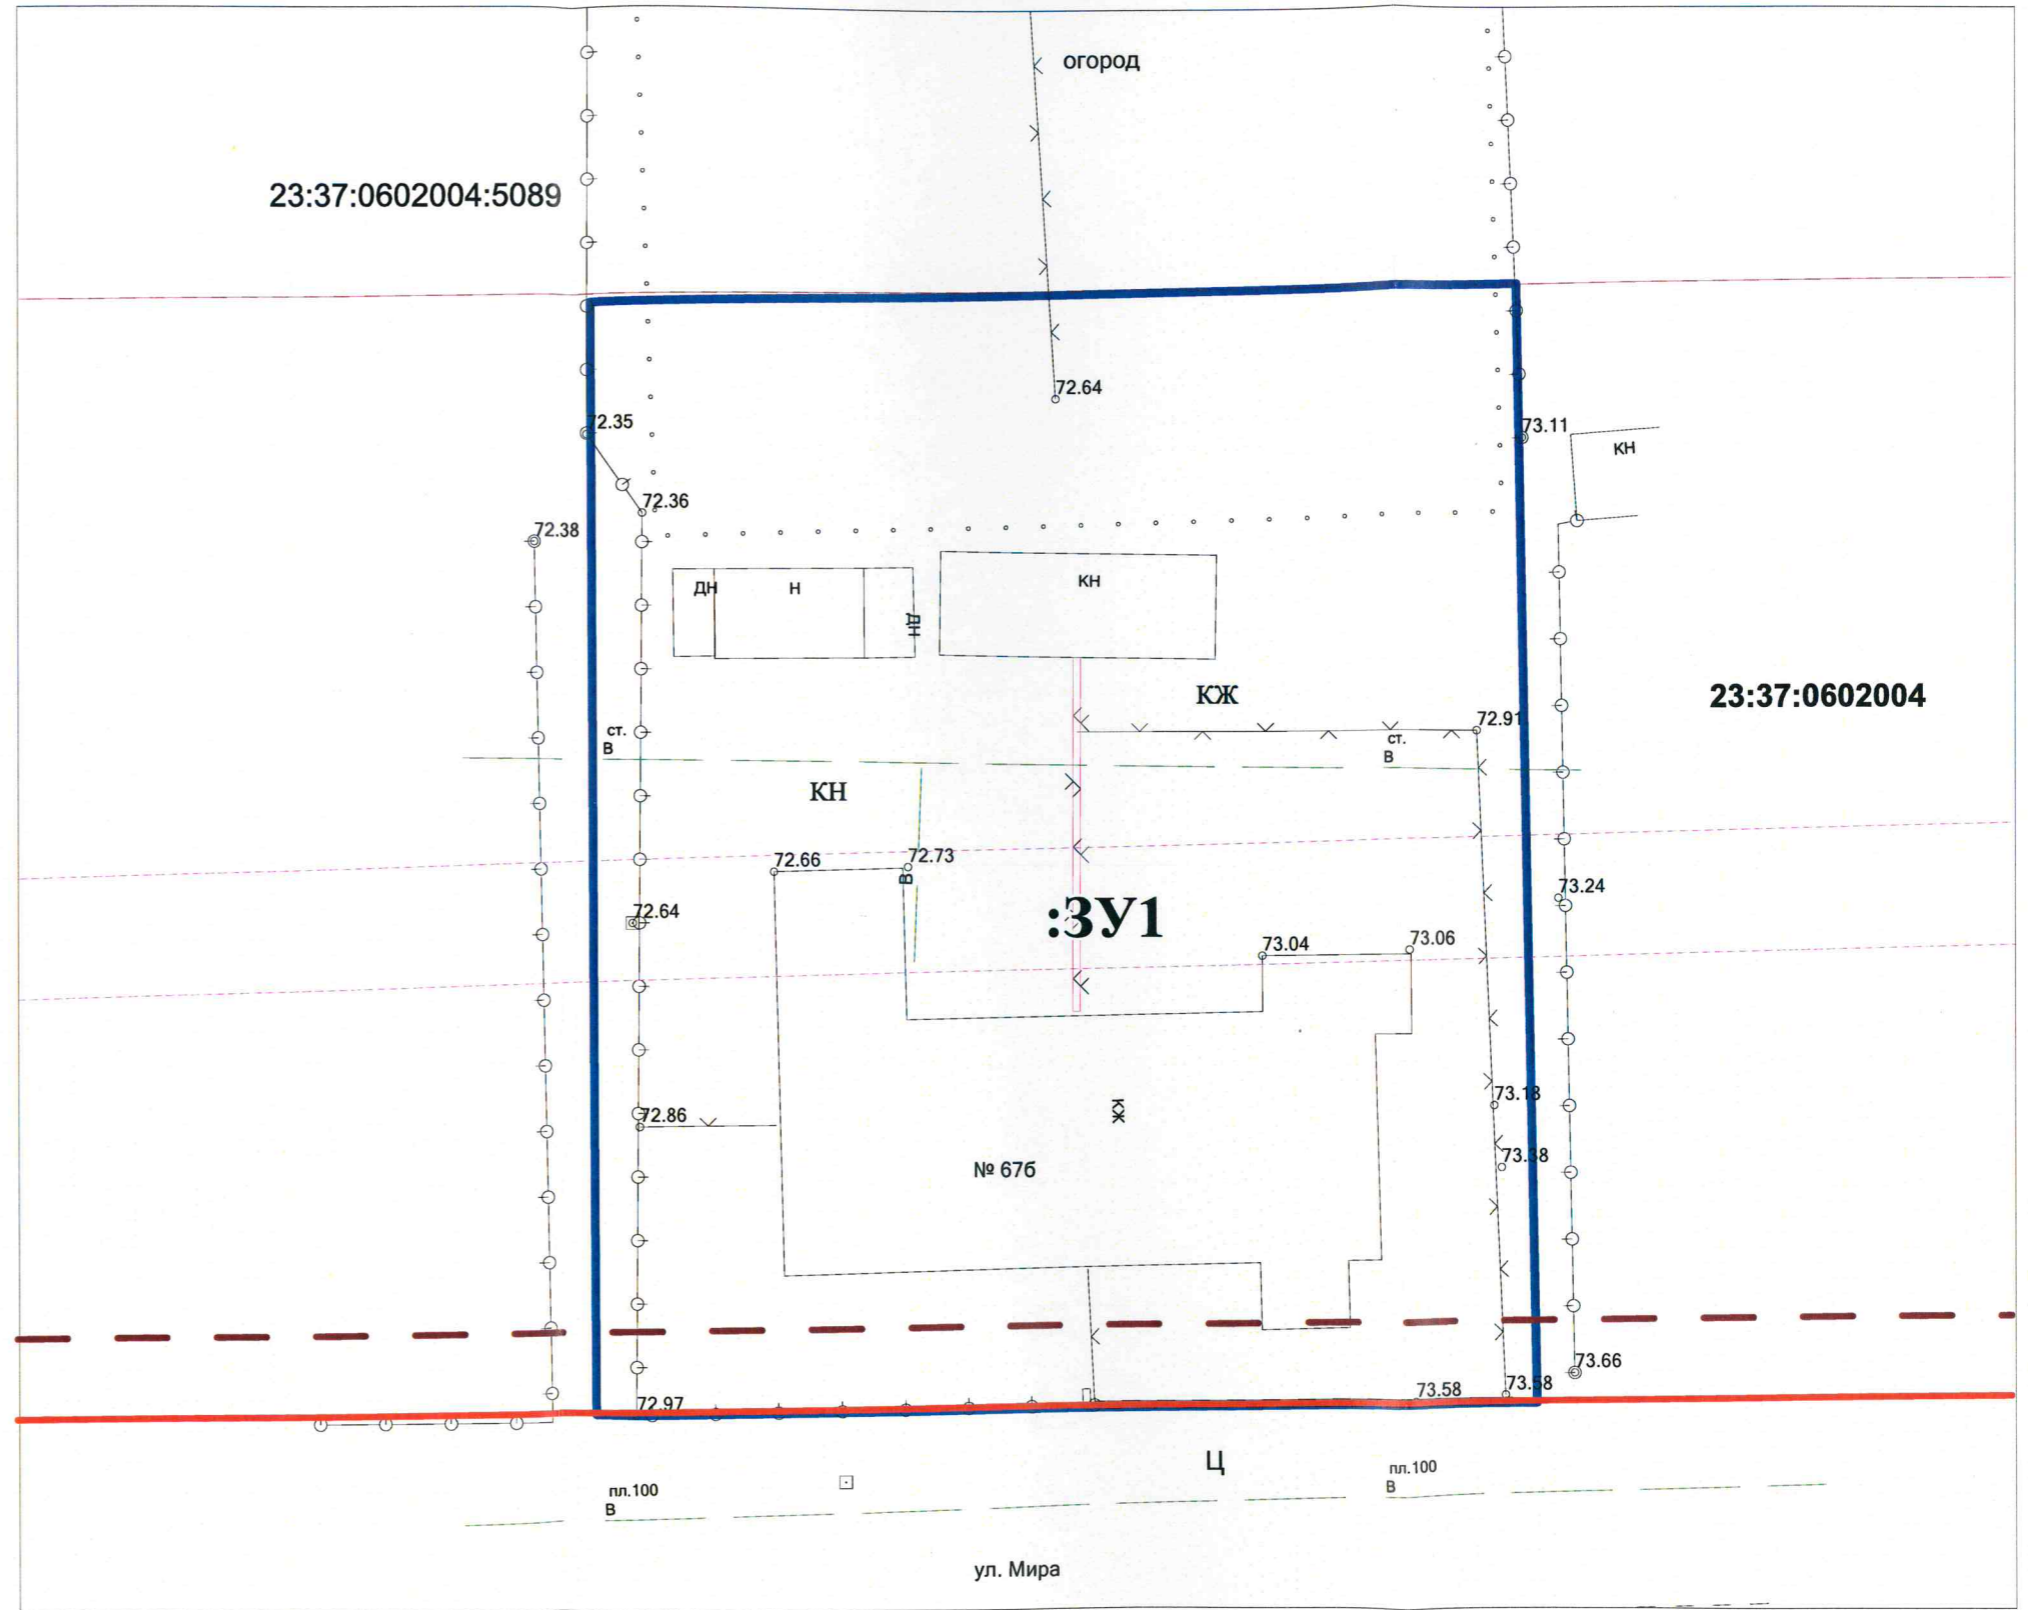 огород
23:37:0602004:5089
72.64
72.35
73.11
кн
72.36
72.38
кн
дн
н
дн
КЖ
23:37:0602004
72.91
ст.
В
ст.
В
КН
72.66
72.73
В
73.24
72.64
:ЗУ1
73.04
73.06
73.18
кж
72.86
73.38
№ 67б
73.66
73.58
73.58
72.97
Ц
пл.100
В
пл.100
В
ул. Мира